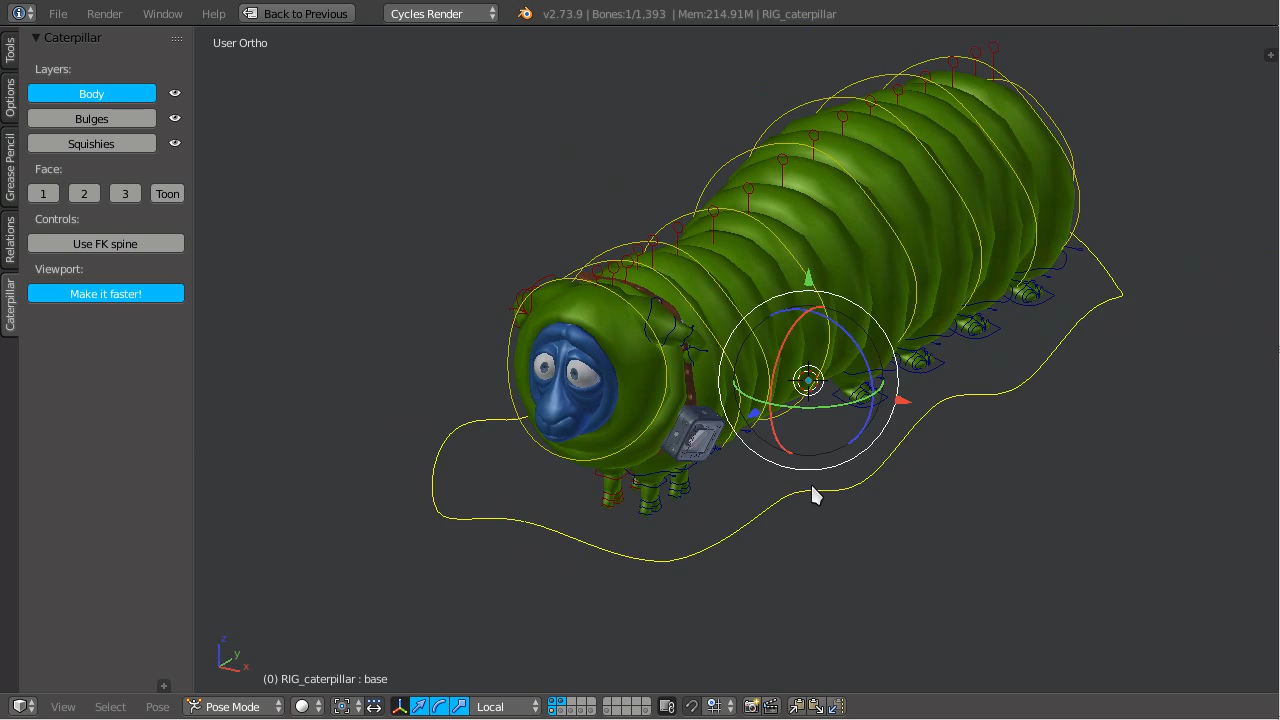 File Render Window Help Back to Previous Cycles Render v2.73.9 | Bones:1/1,393 | Mem:214.91M | RIG_caterpillar
Tools
Options
Grease Pencil
Relations
Caterpillar
Caterpillar
Layers:
Body
Bulges
Squishies
Face:
1 2 3 Toon
Controls:
Use FK spine
Viewport:
Make it faster!
User Ortho
z
y
x
(0) RIG_caterpillar : base
View Select Pose Pose Mode Local